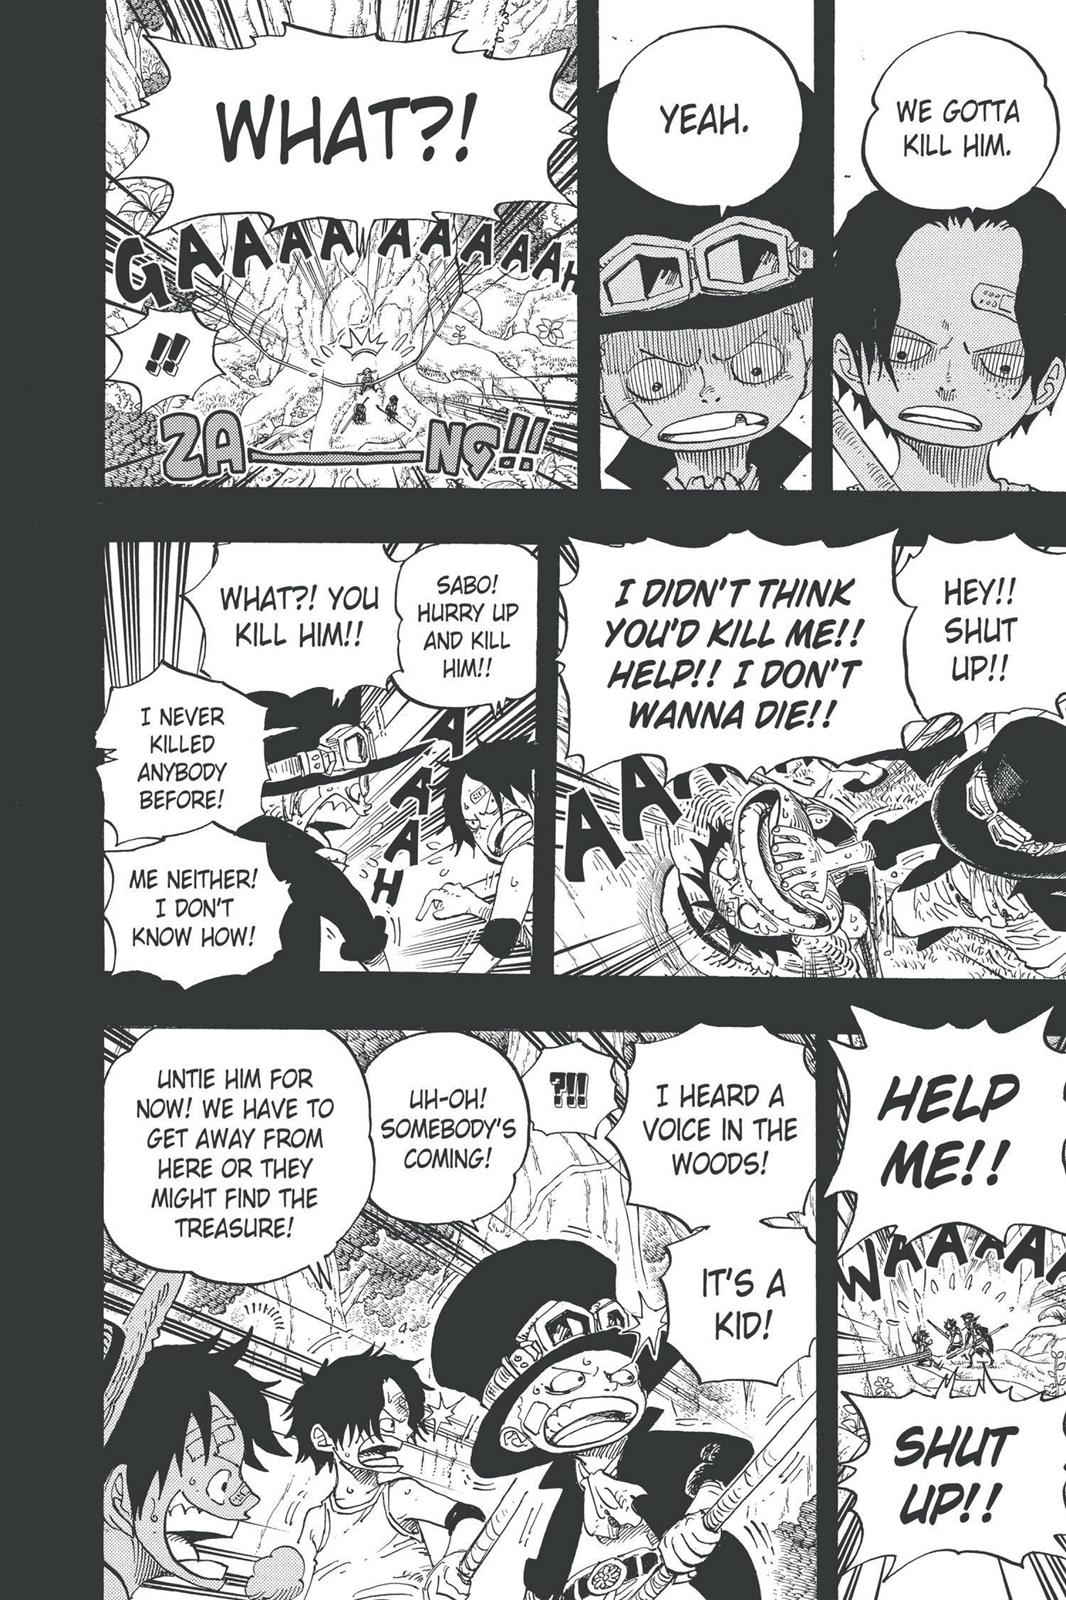 WE GOTTA
KILL HIM.
YEAH.
WHAT?!
GAAAAAAAAAAH
!!
ZA—NG!!
HEY!!
SHUT
UP!!
I DIDN'T THINK
YOU'D KILL ME!!
HELP!! I DON'T
WANNA DIE!!
AAA
SABO!
HURRY UP
AND KILL
HIM!!
WHAT?! YOU
KILL HIM!!
AAAH
I NEVER
KILLED
ANYBODY
BEFORE!
ME NEITHER!
I DON'T
KNOW HOW!
HELP
ME!!
WAAAA
SHUT
UP!!
I HEARD A
VOICE IN THE
WOODS!
IT'S A
KID!
?!!
UH-OH!
SOMEBODY'S
COMING!
UNTIE HIM FOR
NOW! WE HAVE TO
GET AWAY FROM
HERE OR THEY
MIGHT FIND THE
TREASURE!